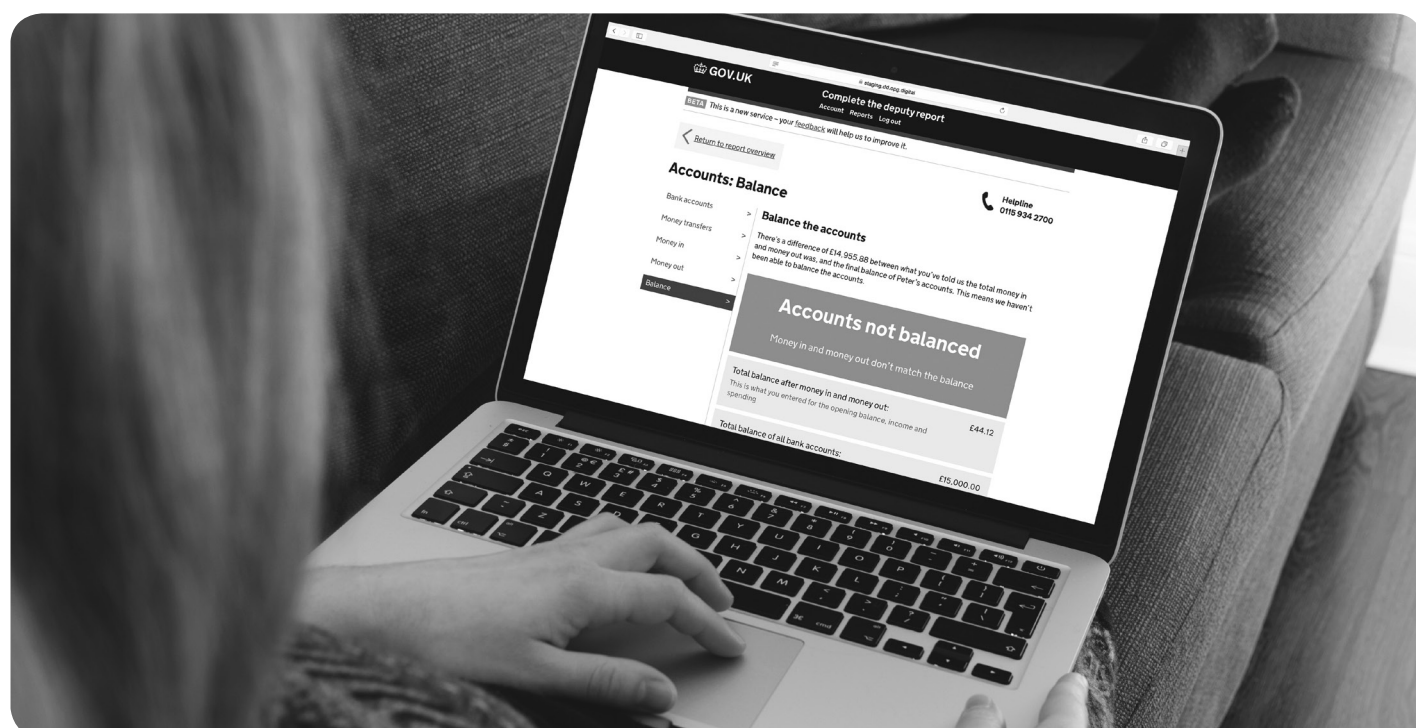 staging.dd.opg.digital
GOV.UK
Complete the deputy report
Account Reports Log out
BETA This is a new service – your feedback will help us to improve it.
Return to report overview
Accounts: Balance
Helpline
0115 934 2700
Bank accounts >
Money transfers >
Money in >
Money out >
Balance >
Balance the accounts
There's a difference of £14,955.88 between what you've told us the total money in
and money out was, and the final balance of Peter's accounts. This means we haven't
been able to balance the accounts.
Accounts not balanced
Money in and money out don't match the balance
Total balance after money in and money out:
This is what you entered for the opening balance, income and
spending
£44.12
Total balance of all bank accounts:
£15,000.00
Q W E R T Y U I O P
A S D F G H J K L
Z N M
cmd